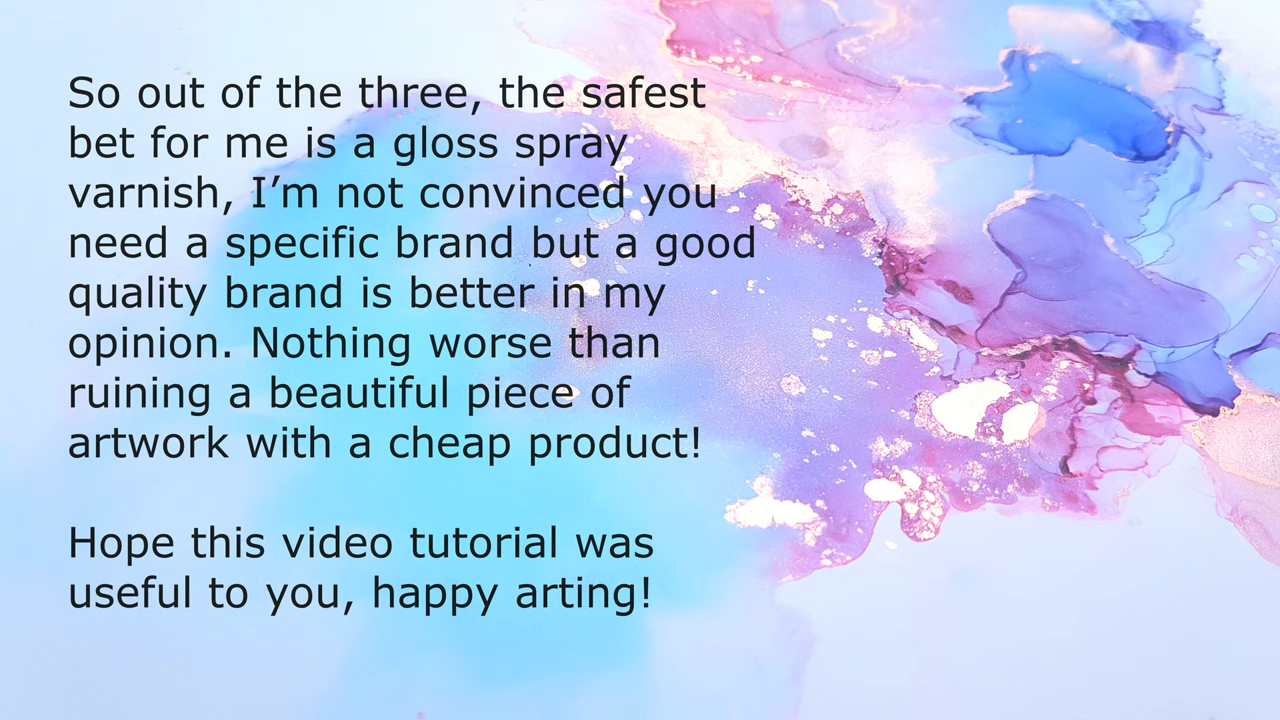 So out of the three, the safest
bet for me is a gloss spray
varnish, I’m not convinced you
need a specific brand but a good
quality brand is better in my
opinion. Nothing worse than
ruining a beautiful piece of
artwork with a cheap product!
Hope this video tutorial was
useful to you, happy arting!